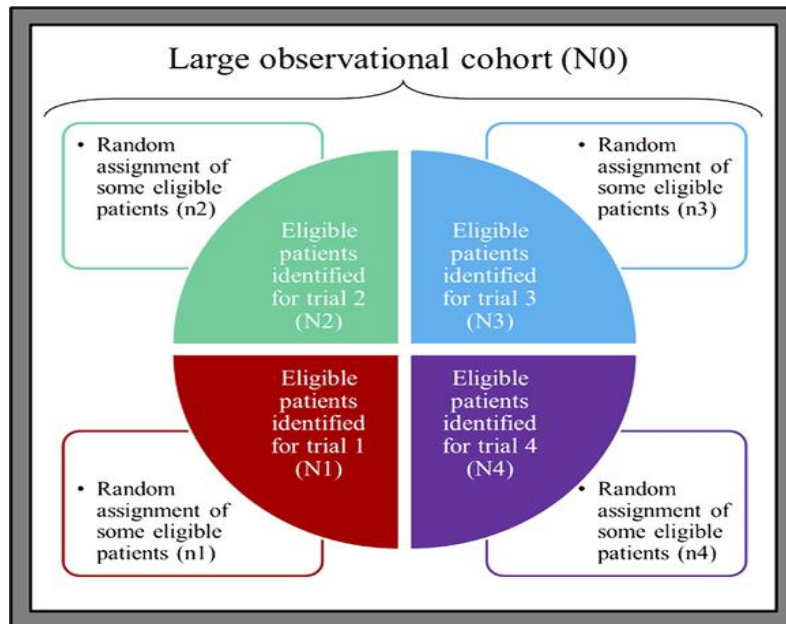 Large observational cohort (N0)
• Random
assignment of
some eligible
patients (n2)
Eligible
patients
identified
for trial 2
(N2)
Eligible
patients
identified
for trial 3
(N3)
• Random
assignment of
some eligible
patients (n3)
• Random
assignment of
some eligible
patients (n1)
Eligible
patients
identified
for trial 1
(N1)
Eligible
patients
identified
for trial 4
(N4)
• Random
assignment of
some eligible
patients (n4)